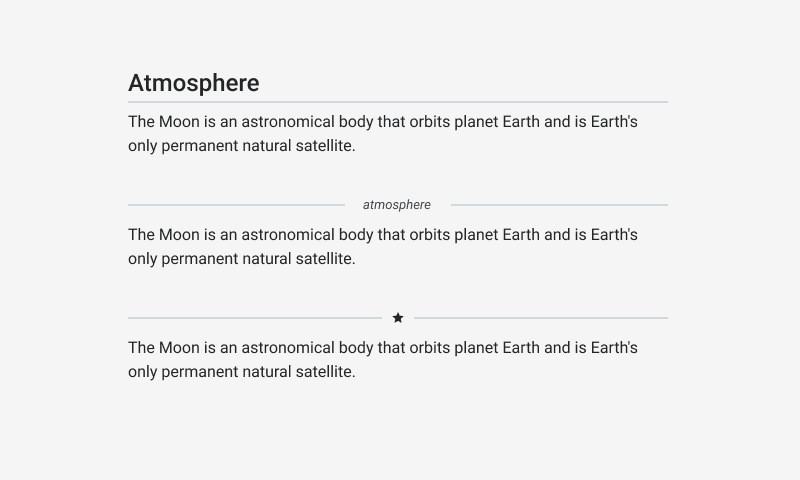 Atmosphere
The Moon is an astronomical body that orbits planet Earth and is Earth's
only permanent natural satellite.
atmosphere
The Moon is an astronomical body that orbits planet Earth and is Earth's
only permanent natural satellite.
The Moon is an astronomical body that orbits planet Earth and is Earth's
only permanent natural satellite.